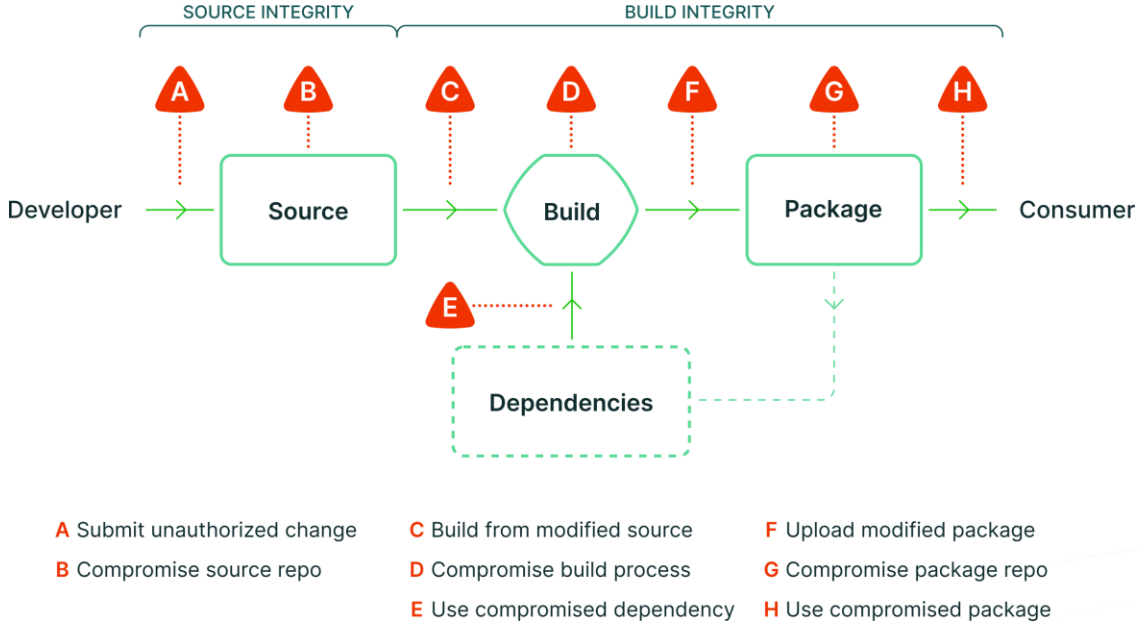 SOURCE INTEGRITY
BUILD INTEGRITY
A
B
C
D
F
G
H
Developer
Source
Build
Package
Consumer
E
Dependencies
A Submit unauthorized change
B Compromise source repo
C Build from modified source
D Compromise build process
E Use compromised dependency
F Upload modified package
G Compromise package repo
H Use compromised package